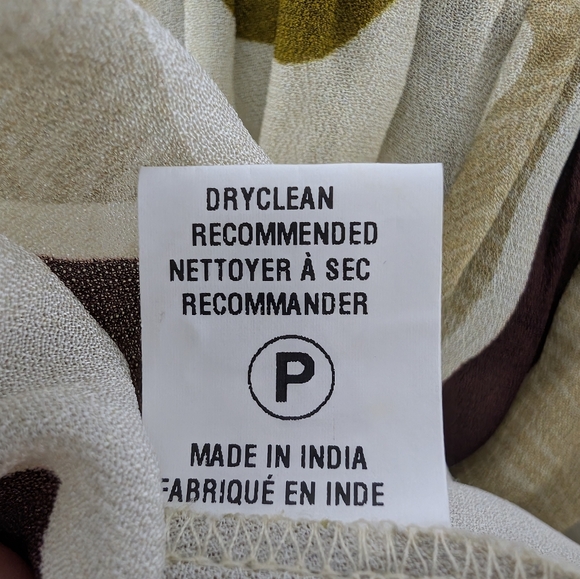 DRYCLEAN
RECOMMENDED
NETTOYER À SEC
RECOMMANDER
P
MADE IN INDIA
FABRIQUÉ EN INDE